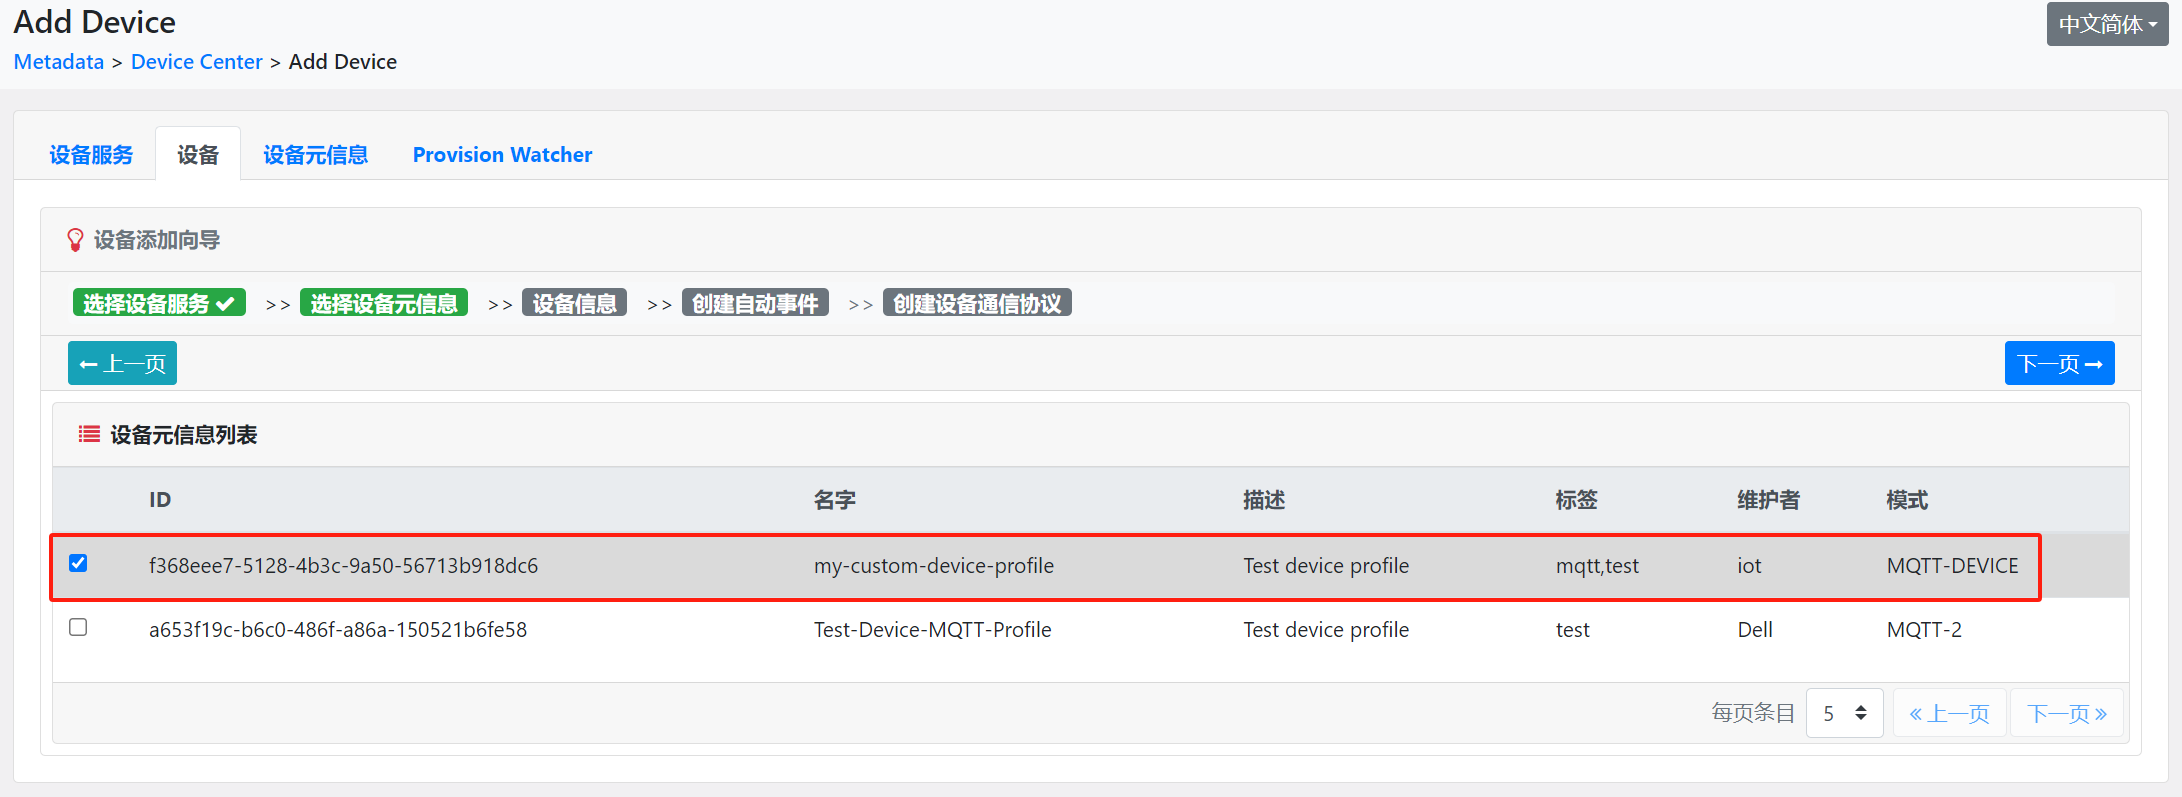 Add Device
中文简体
Metadata > Device Center > Add Device
设备服务 设备 设备元信息 Provision Watcher
设备添加向导
选择设备服务 >> 选择设备元信息 >> 设备信息 >> 创建自动事件 >> 创建设备通信协议
←上一页 下一页→
设备元信息列表
ID 名字 描述 标签 维护者 模式
f368eee7-5128-4b3c-9a50-56713b918dc6 my-custom-device-profile Test device profile mqtt,test iot MQTT-DEVICE
a653f19c-b6c0-486f-a86a-150521b6fe58 Test-Device-MQTT-Profile Test device profile test Dell MQTT-2
每页条目 5 «上一页 下一页»